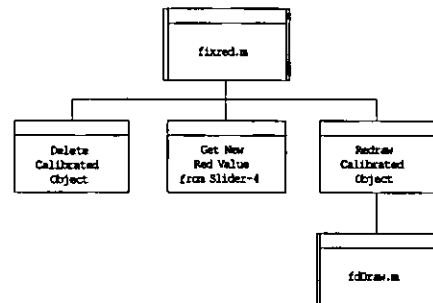 fixred.m
Delete
Calibrated
Object
Get New
Red Value
from Slider-4
Redraw
Calibrated
Object
fdDraw.m